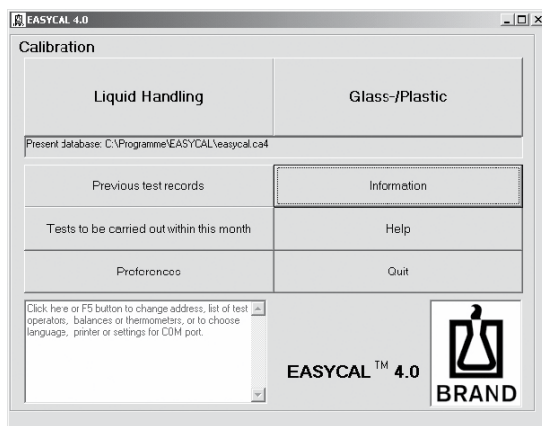 EASYCAL 4.0
Calibration
Liquid Handling
Glass-/Plastic
Present database: C:\Programme\EASYCAL\easycal.ca4
Previous test records
Information
Tests to be carried out within this month
Help
Preferences
Quit
Click here or F5 button to change address, list of test
operators, balances or thermometers, or to choose
language, printer or settings for COM port.
EASYCAL™ 4.0
BRAND